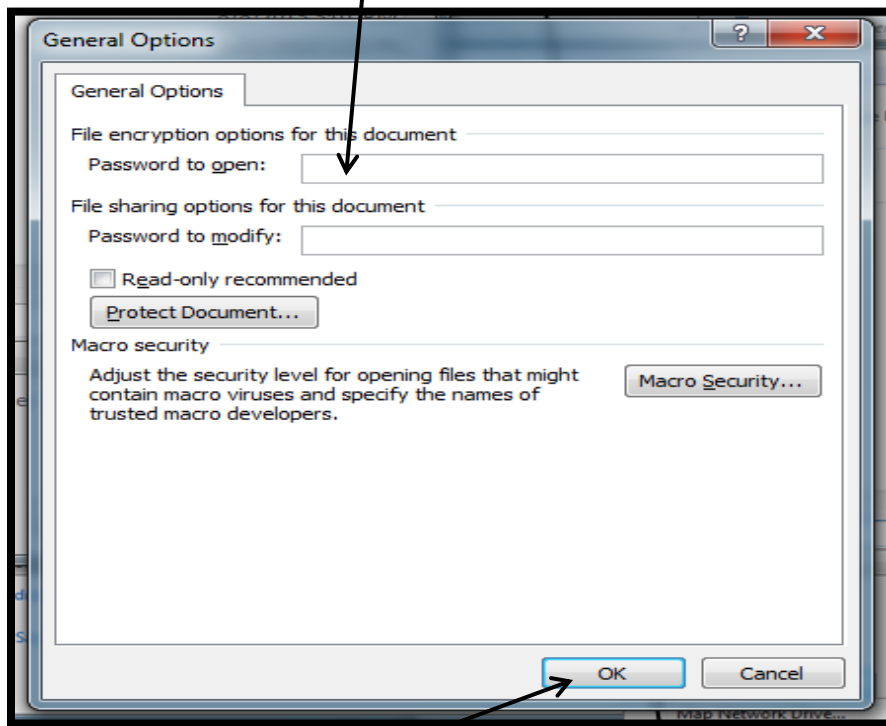 General Options
General Options
File encryption options for this document
Password to open:
File sharing options for this document
Password to modify:
Read-only recommended
Protect Document...
Macro security
Adjust the security level for opening files that might
contain macro viruses and specify the names of
trusted macro developers.
Macro Security...
OK
Cancel
Map Network Drive...